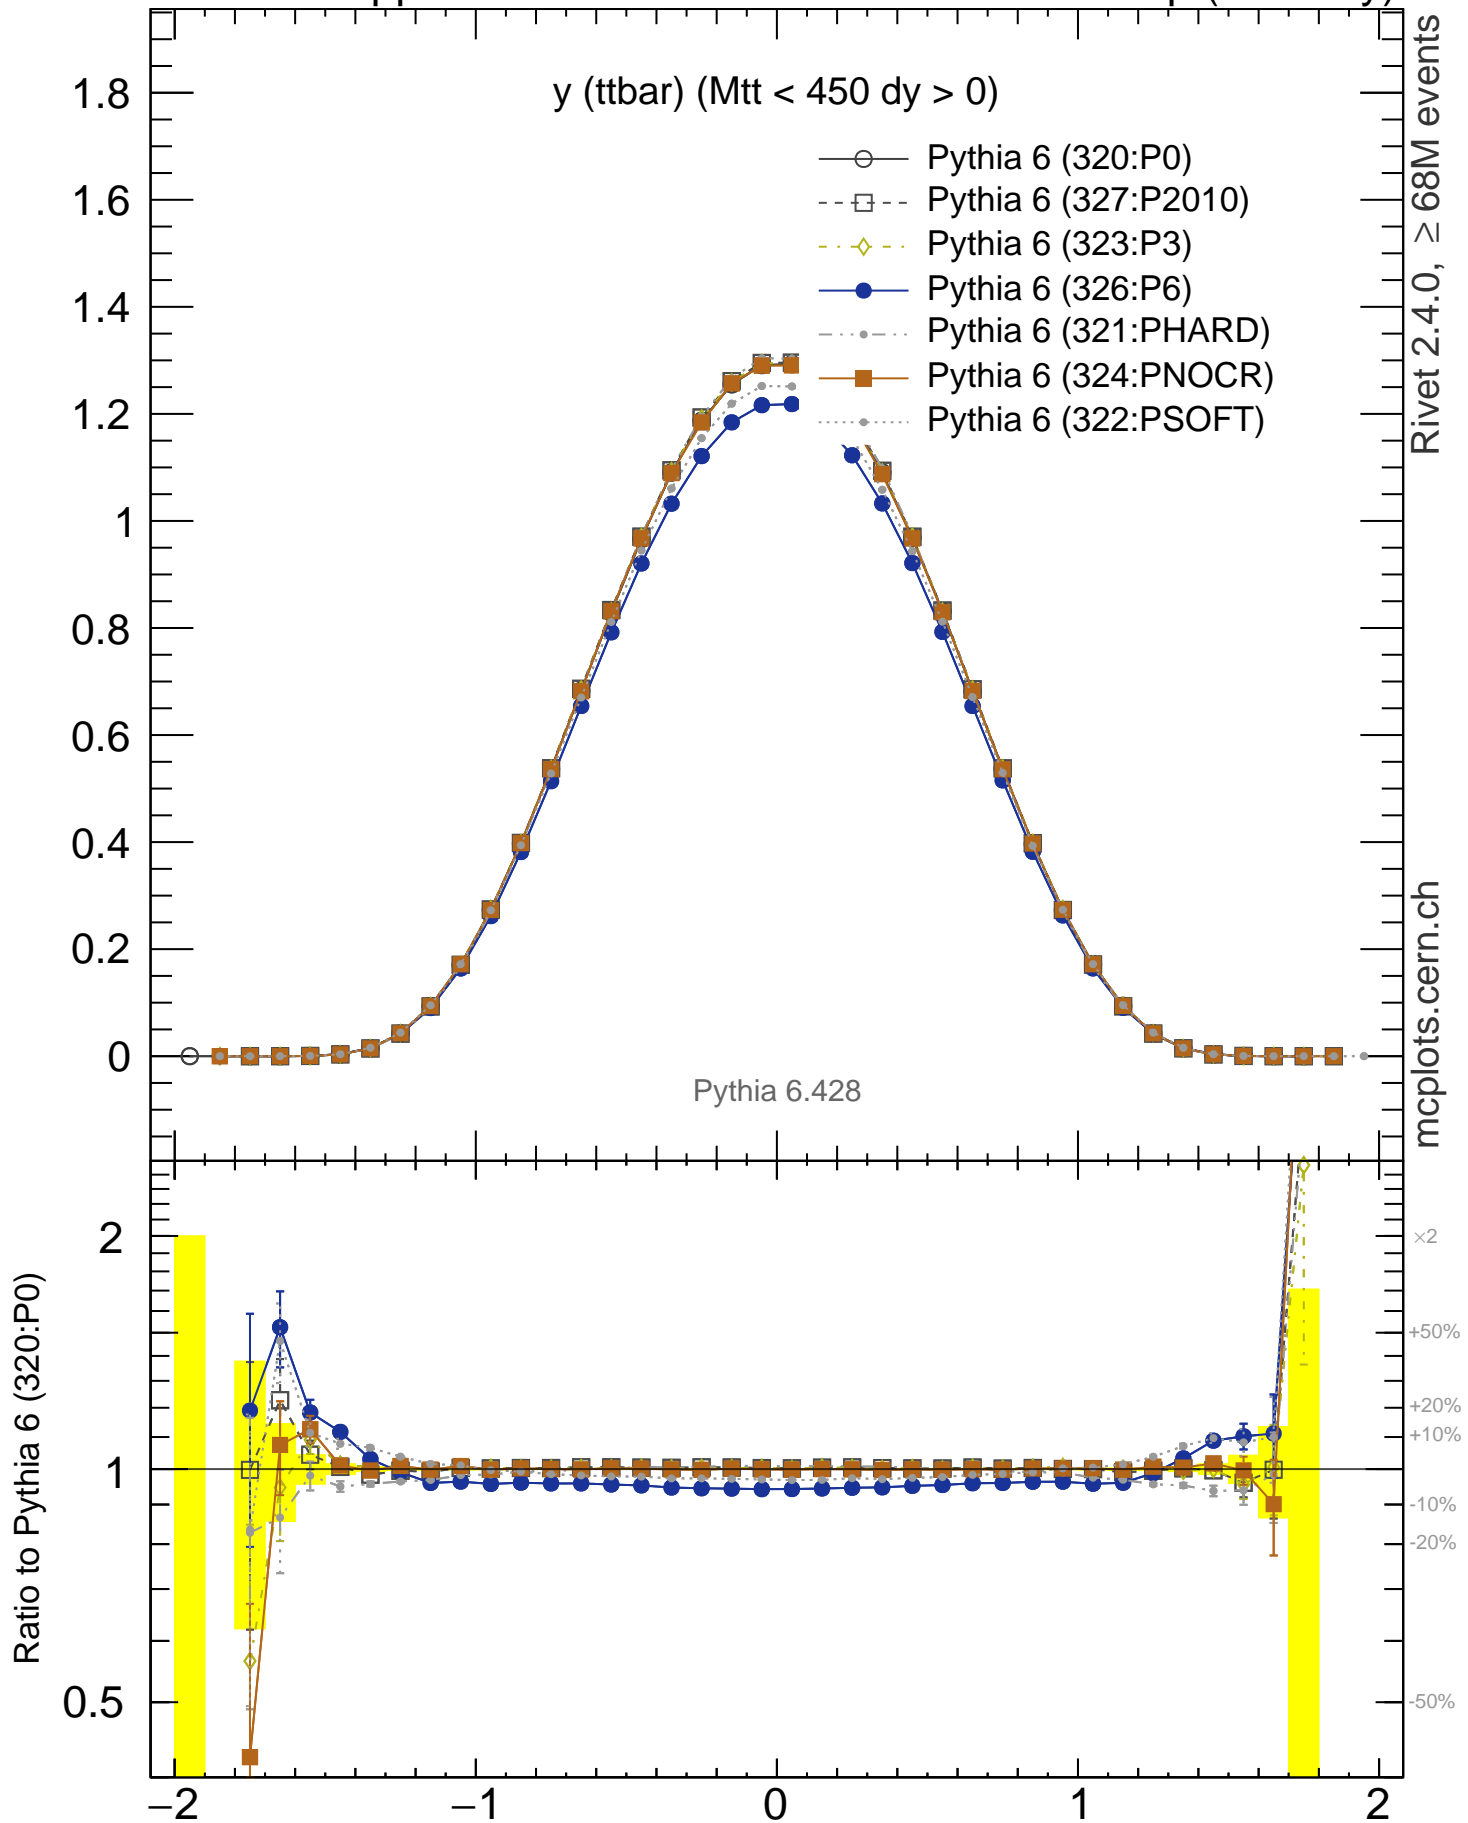 y (ttbar) (Mtt < 450 dy > 0)
Pythia 6 (320:P0)
Pythia 6 (327:P2010)
Pythia 6 (323:P3)
Pythia 6 (326:P6)
Pythia 6 (321:PHARD)
Pythia 6 (324:PNOCR)
Pythia 6 (322:PSOFT)
1.8
1.6
1.4
1.2
1
0.8
0.6
0.4
0.2
0
Pythia 6.428
Rivet 2.4.0, ≥ 68M events
mcplots.cern.ch
Ratio to Pythia 6 (320:P0)
2
1
0.5
×2
+50%
+20%
+10%
-10%
-20%
-50%
−2
−1
0
1
2